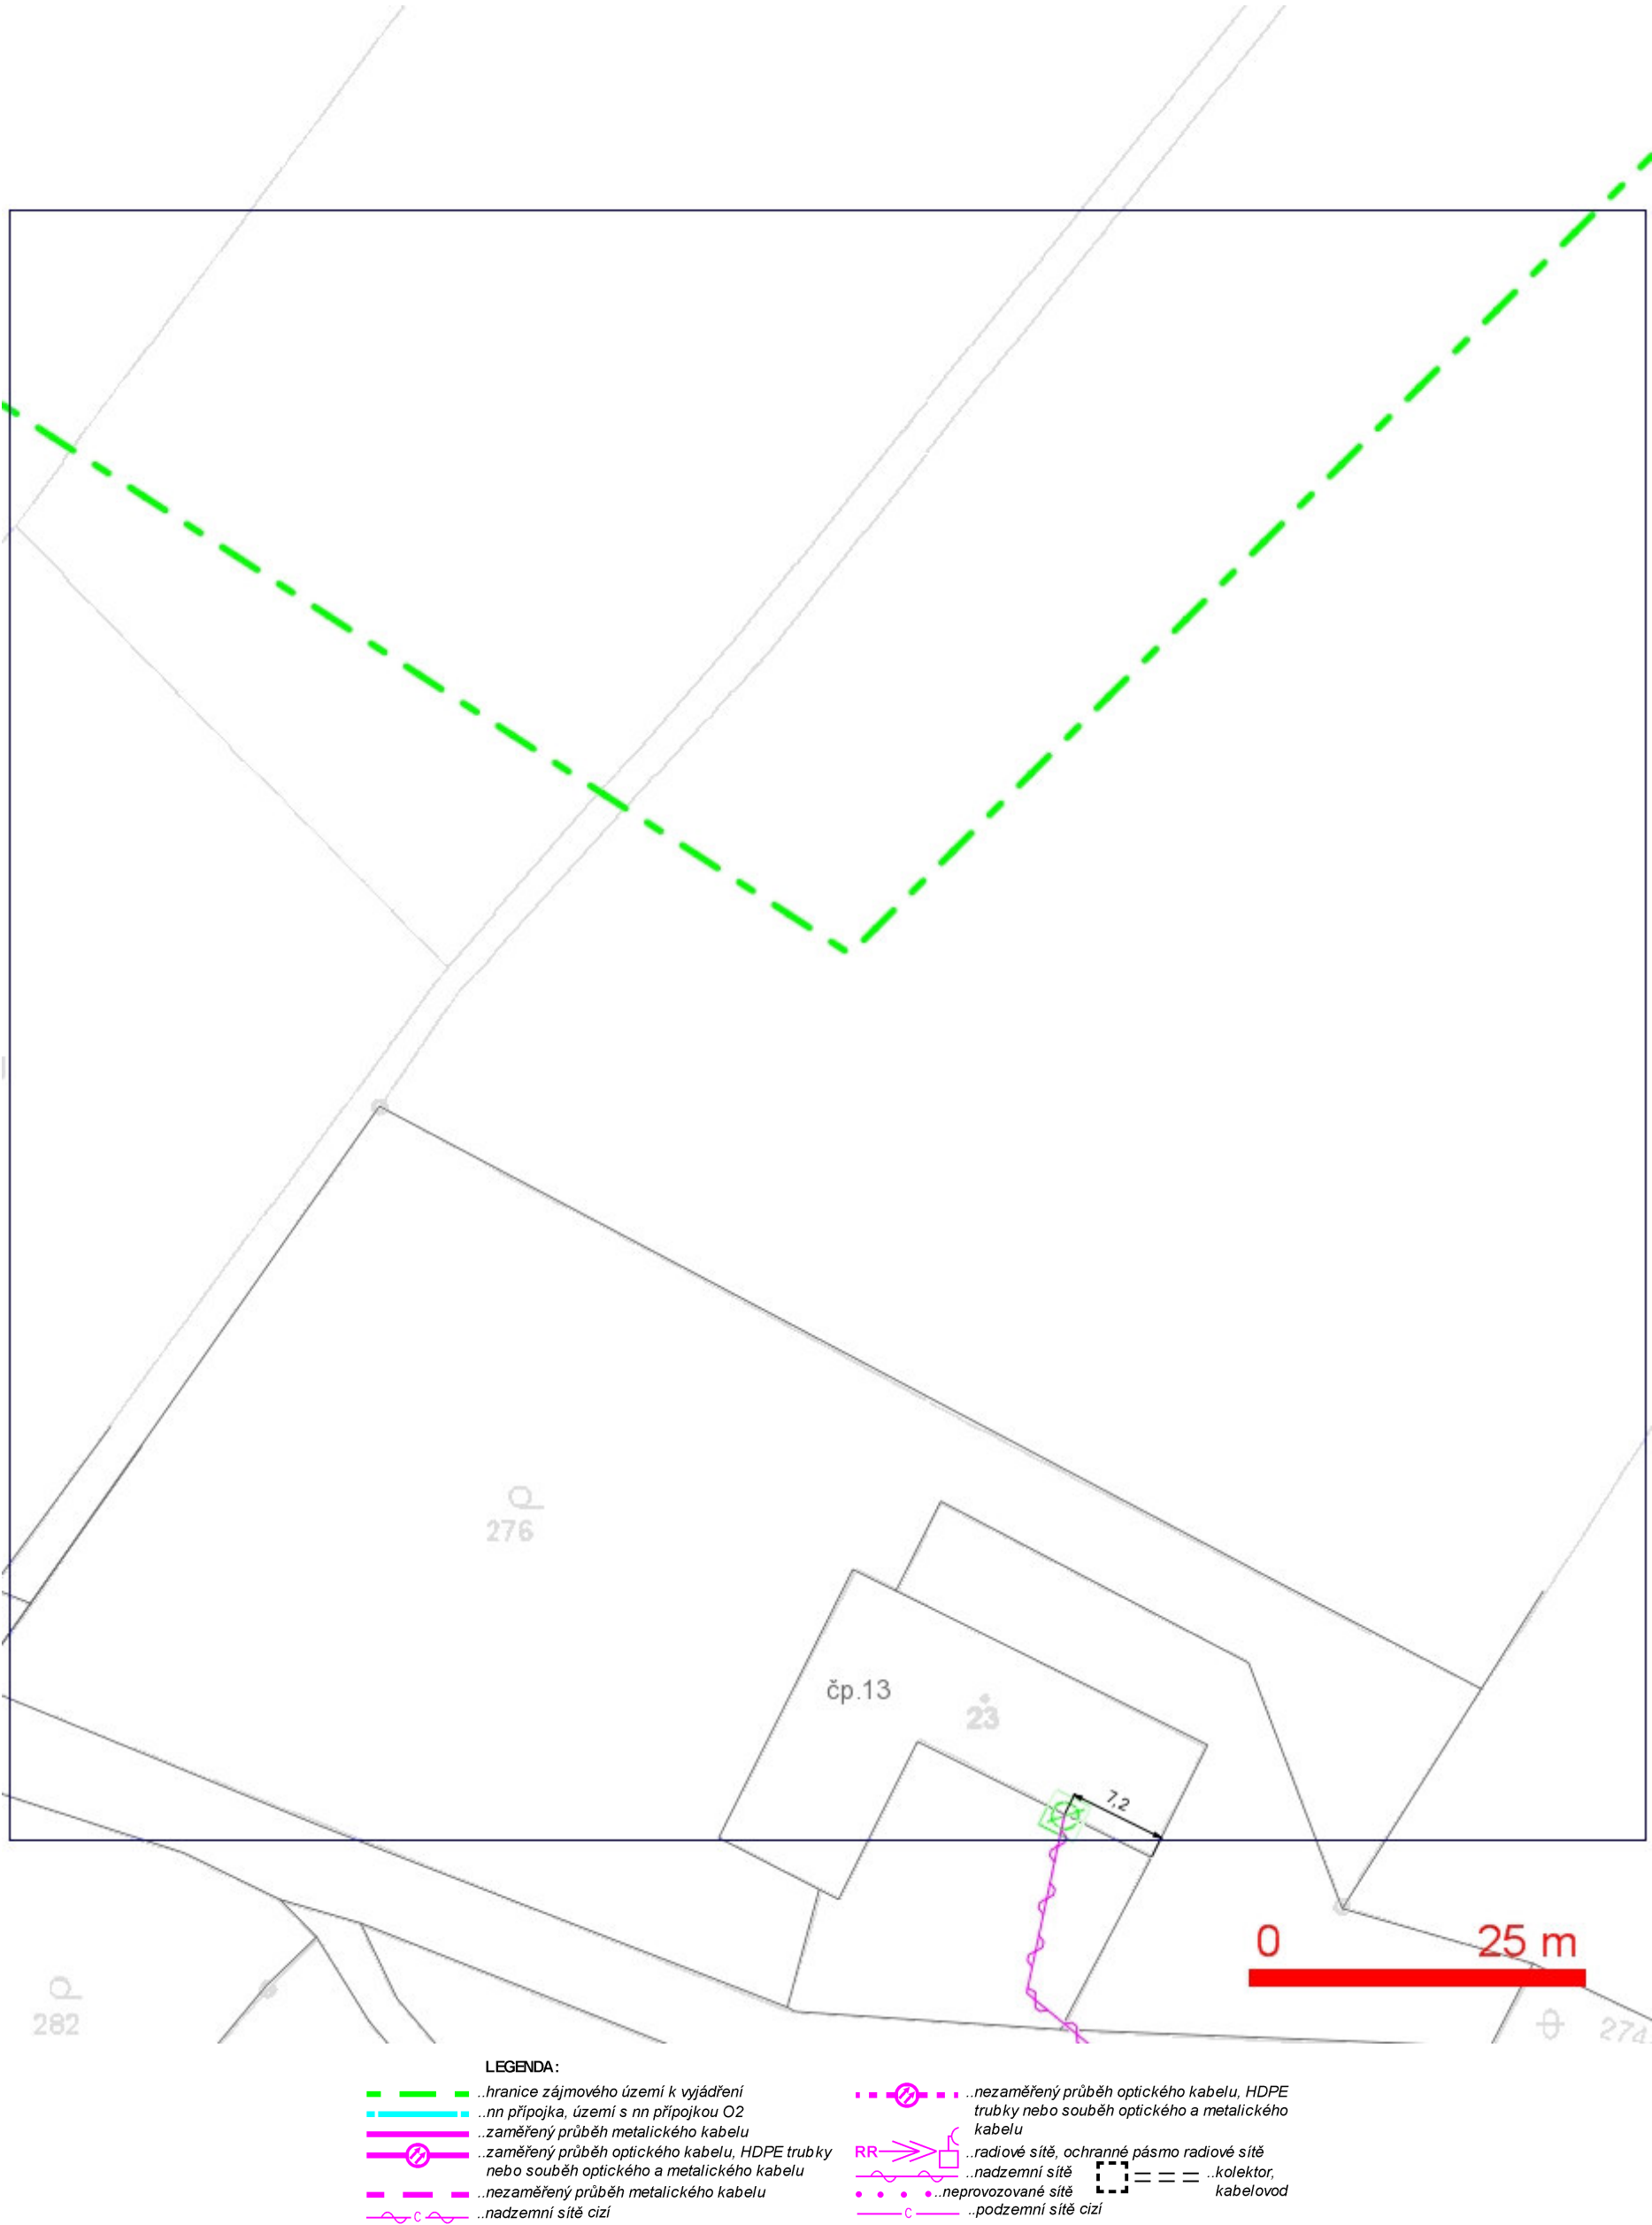 276
čp.13
23
7,2
0 25 m
282
274
LEGENDA:
..hranice zájmového území k vyjádření
..nn přípojka, území s nn přípojkou O2
..zaměřený průběh metalického kabelu
..zaměřený průběh optického kabelu, HDPE trubky
nebo souběh optického a metalického kabelu
..nezaměřený průběh metalického kabelu
C ..nadzemní sítě cizí
..nezaměřený průběh optického kabelu, HDPE
trubky nebo souběh optického a metalického
kabelu
RR ..radiové sítě, ochranné pásmo radiové sítě
..nadzemní sítě ..kolektor,
kabelovod
..neprovozované sítě
C ..podzemní sítě cizí